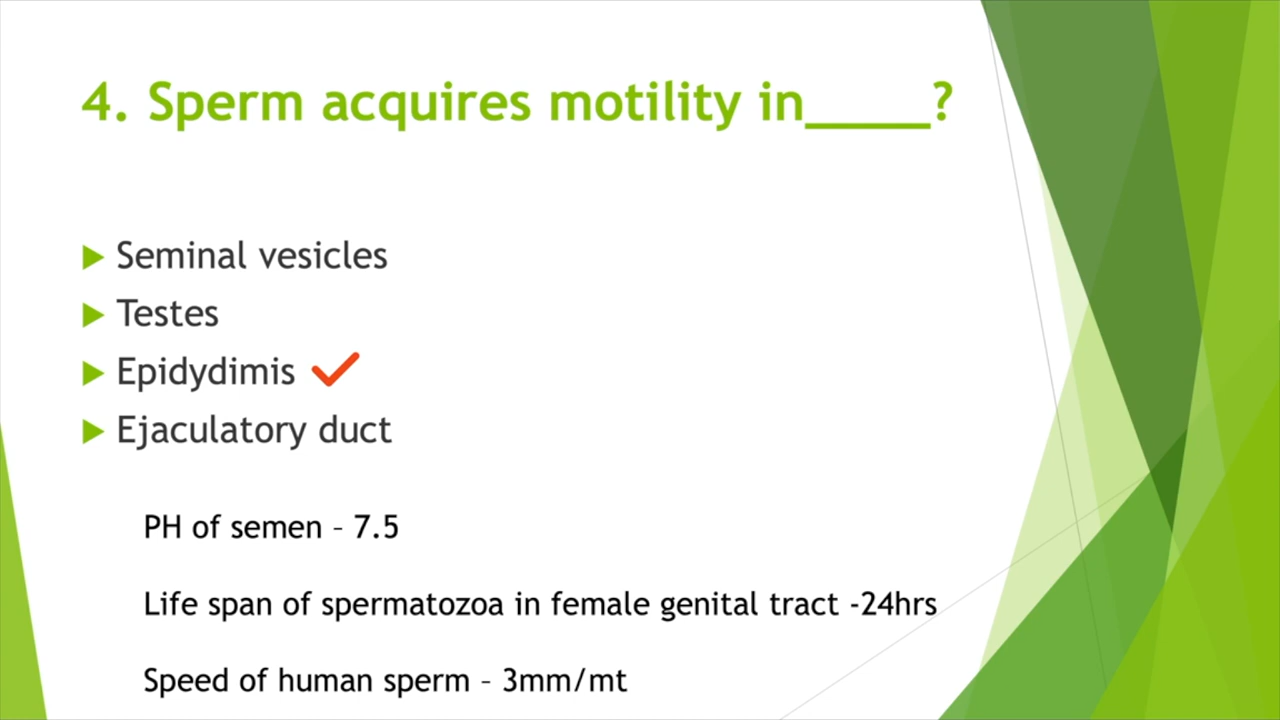 4. Sperm acquires motility in____?
Seminal vesicles
Testes
Epidydimis
Ejaculatory duct
PH of semen – 7.5
Life span of spermatozoa in female genital tract -24hrs
Speed of human sperm – 3mm/mt